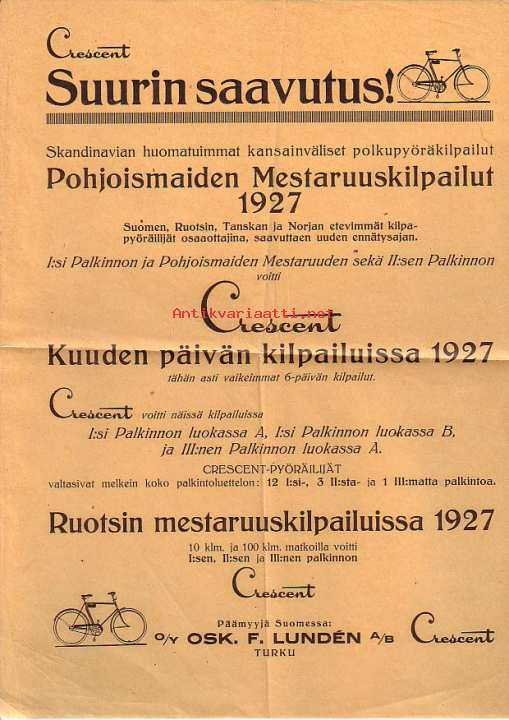 Crescent
Suurin saavutus!
Skandinavian huomatuimmat kansainväliset polkupyöräkilpailut
Pohjoismaiden Mestaruuskilpailut
1927
Suomen, Ruotsin, Tanskan ja Norjan etevimmät kilpa-
pyöräilijät osaaottajina, saavuttaen uuden ennätysajan.
I:si Palkinnon ja Pohjoismaiden Mestaruuden sekä II:sen Palkinnon
voitti
Antikvariaatti.net
Crescent
Kuuden päivän kilpailuissa 1927
tähän asti vaikeimmat 6-päivän kilpailut.
Crescent voitti näissä kilpailuissa
I:si Palkinnon luokassa A, I:si Palkinnon luokassa B,
ja III:nen Palkinnon luokassa A.
CRESCENT-PYÖRÄILIJÄT
valtasivat melkein koko palkintoluettelon: 12 I:si-, 3 II:sta- ja 1 III:matta palkintoa.
Ruotsin mestaruuskilpailuissa 1927
10 klm. ja 100 klm. matkoilla voitti
I:sen, II:sen ja III:nen palkinnon
Crescent
Päämyyjä Suomessa:
O/Y OSK. F. LUNDÉN A/B Crescent
TURKU